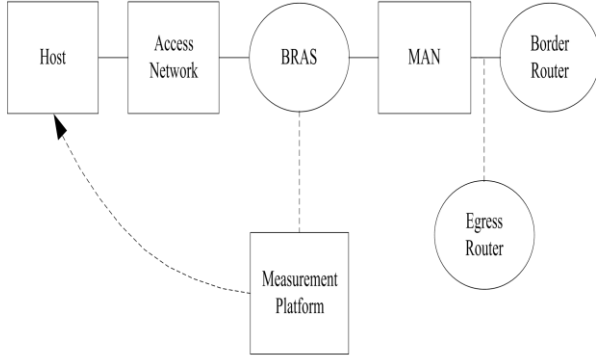 Host
Access
Network
BRAS
MAN
Border
Router
Egress
Router
Measurement
Platform